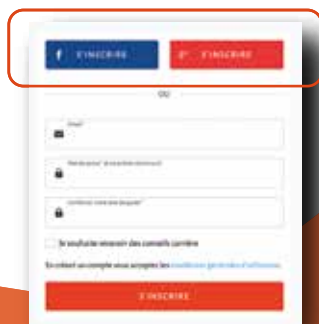 f S'INSCRIRE
S'INSCRIRE
OU
Email*
Je souhaite recevoir des conseils carrière
En créant un compte vous acceptez les conditions générales d'utilisation
S'INSCRIRE